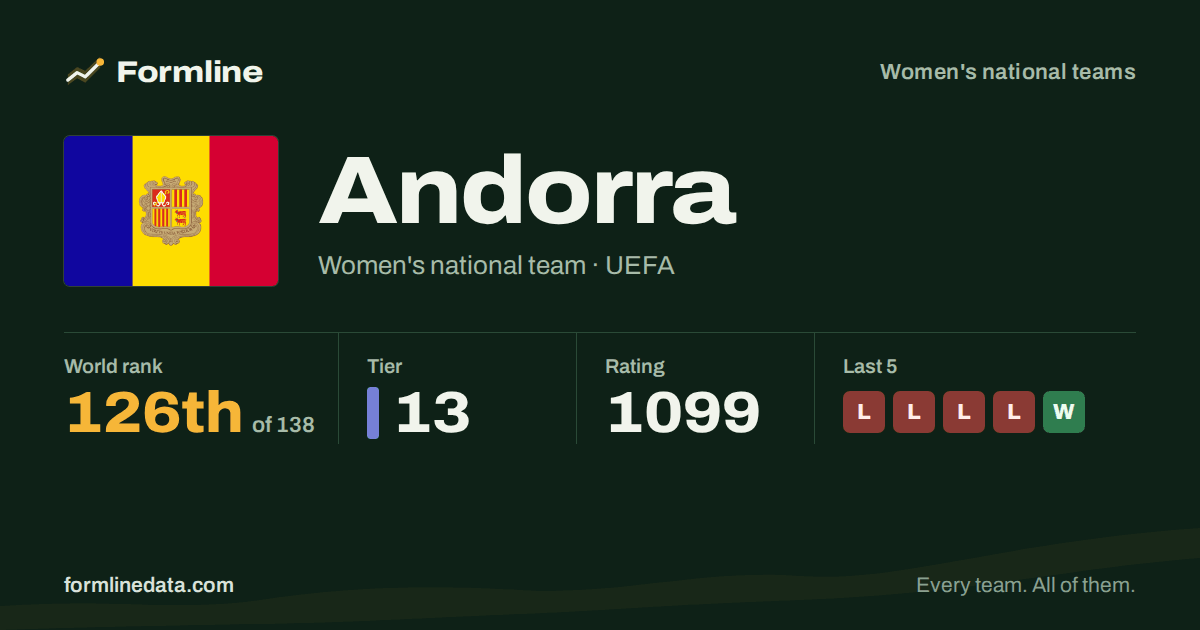 Formline
Women's national teams
Andorra
Women's national team · UEFA
World rank
126th of 138
Tier
13
Rating
1099
Last 5
L L L L W
formlinedata.com
Every team. All of them.